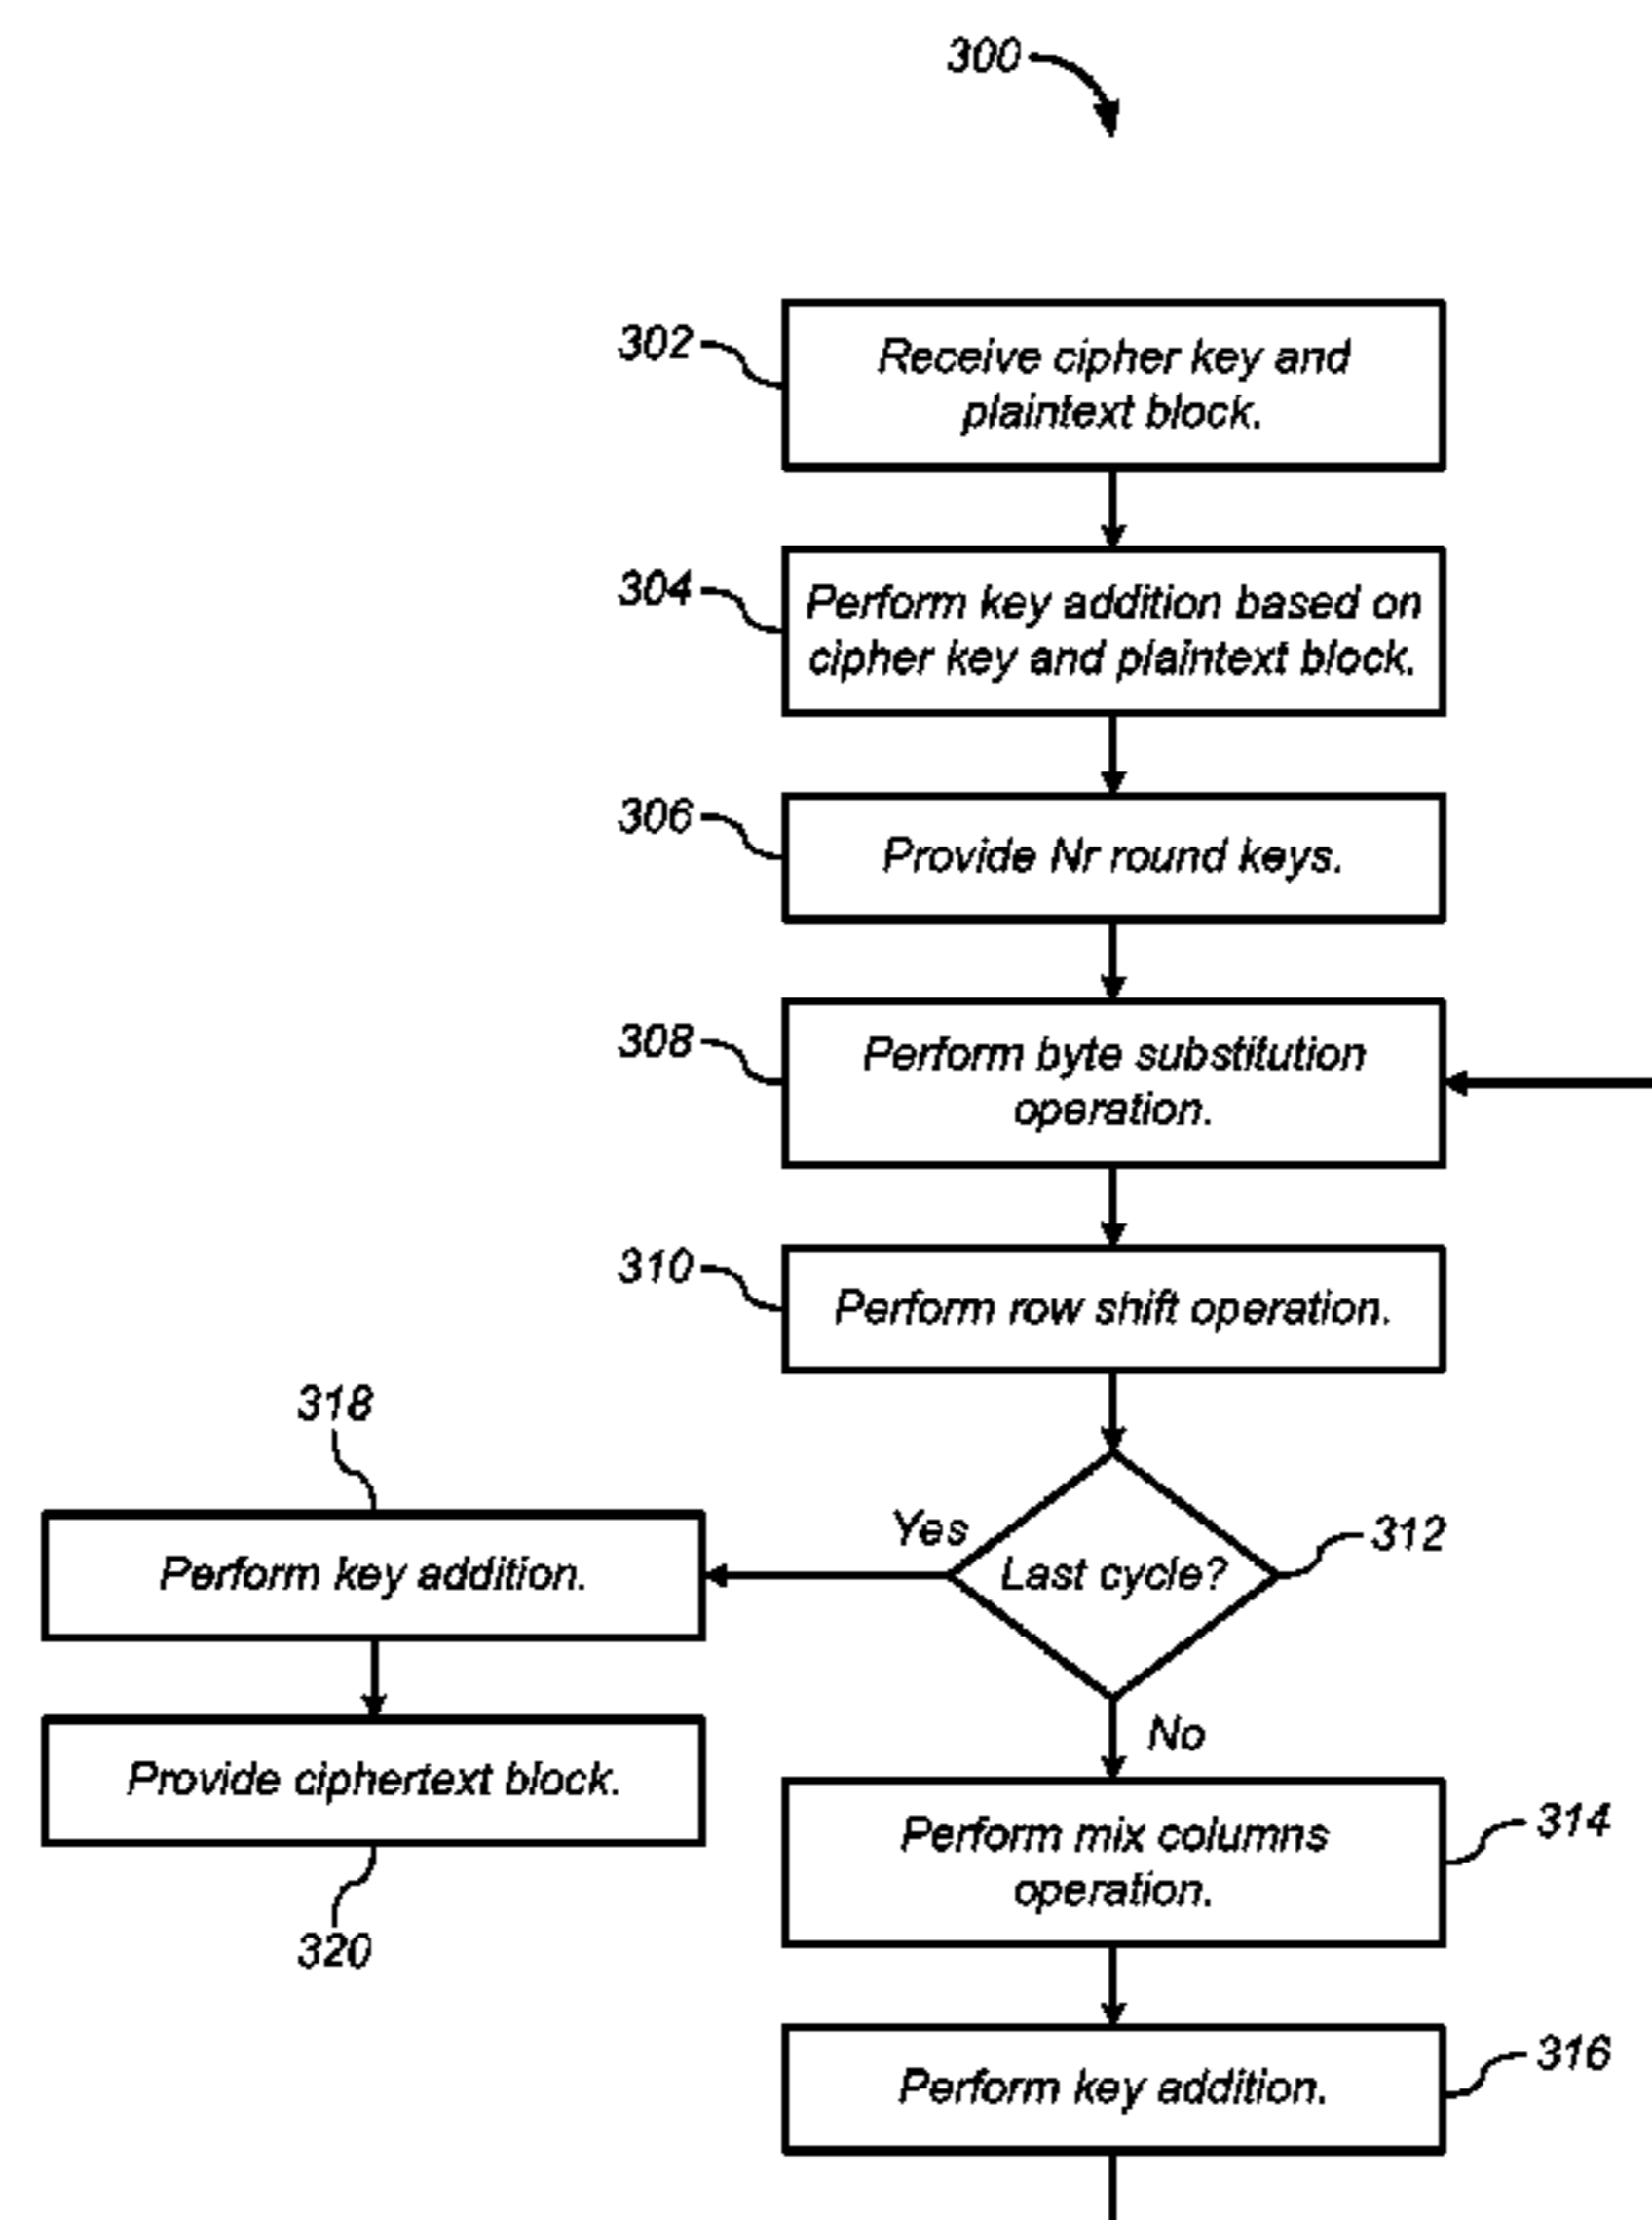 300
302
Receive cipher key and
plaintext block.
304
Perform key addition based on
cipher key and plaintext block.
306
Provide Nr round keys.
308
Perform byte substitution
operation.
310
Perform row shift operation.
318
Yes
Last cycle?
312
Perform key addition.
No
Provide ciphertext block.
320
Perform mix columns
operation.
314
Perform key addition.
316